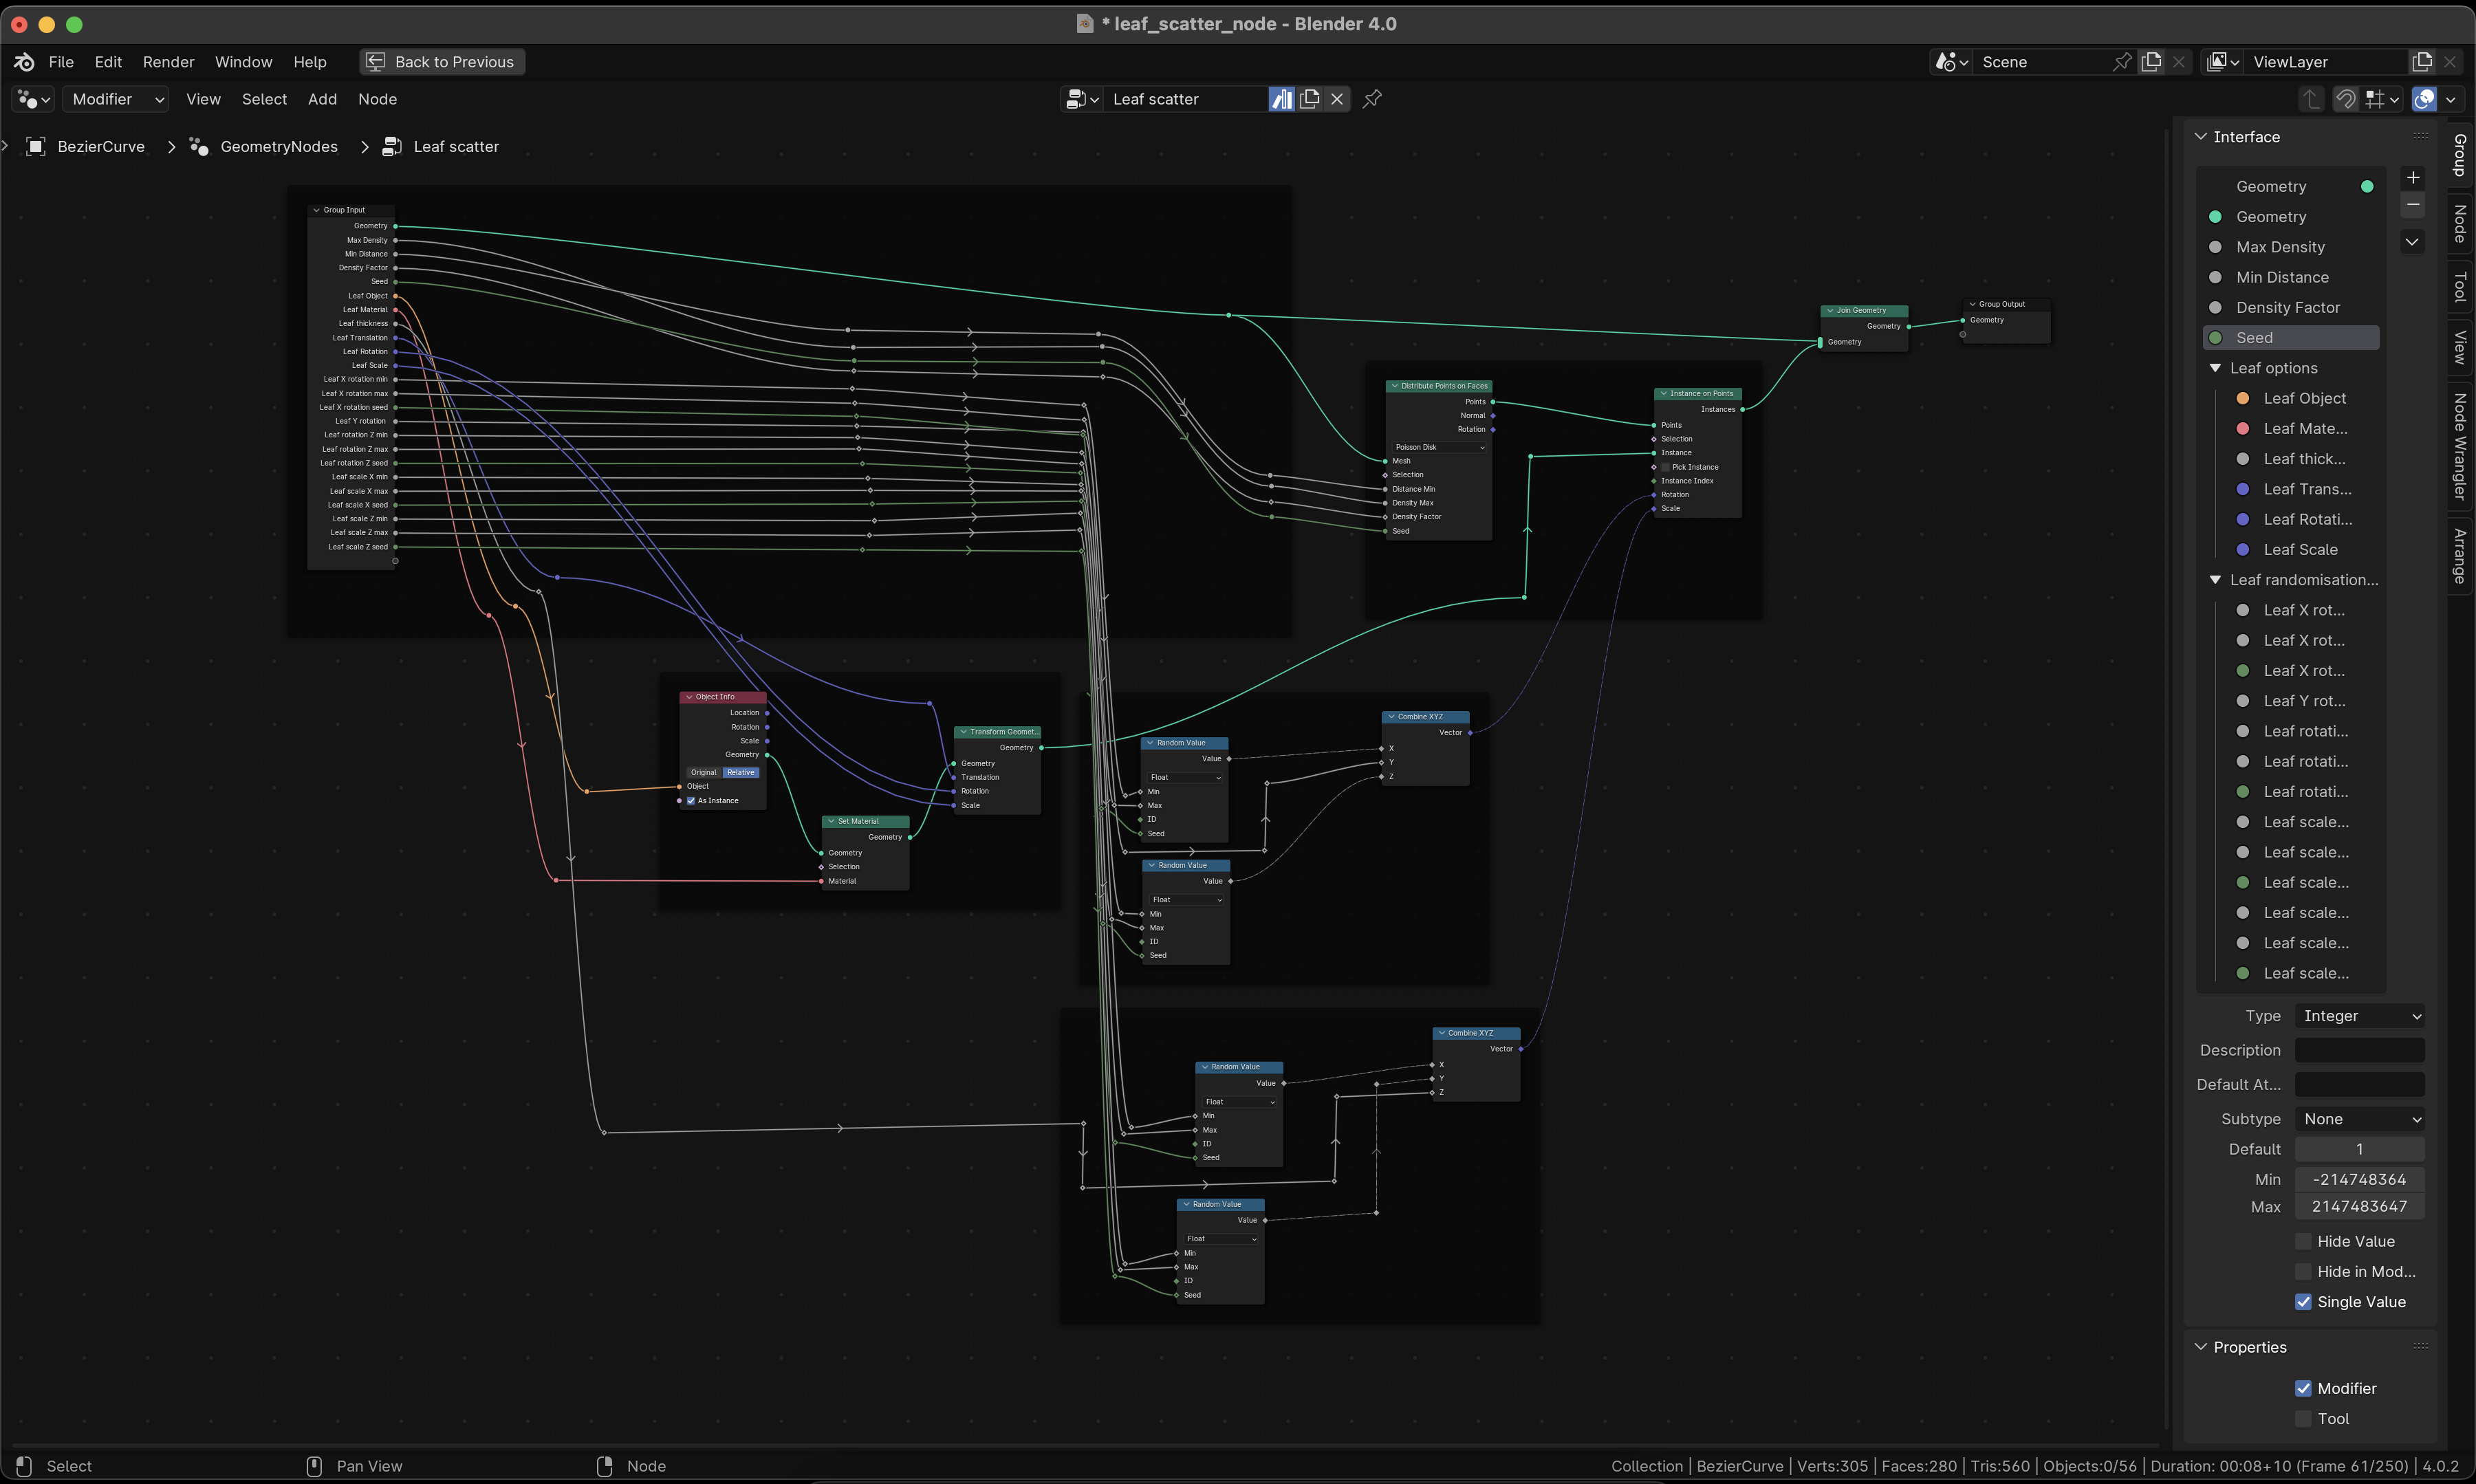 * leaf_scatter_node - Blender 4.0
File Edit Render Window Help Back to Previous
Scene
ViewLayer
Modifier View Select Add Node
Leaf scatter
BezierCurve > GeometryNodes > Leaf scatter
Group Input
Geometry
Max Density
Min Distance
Density Factor
Seed
Leaf Object
Leaf Material
Leaf thickness
Leaf Translation
Leaf Rotation
Leaf Scale
Leaf X rotation min
Leaf X rotation max
Leaf X rotation seed
Leaf Y rotation
Leaf rotation Z min
Leaf rotation Z max
Leaf rotation Z seed
Leaf scale X min
Leaf scale X max
Leaf scale X seed
Leaf scale Z min
Leaf scale Z max
Leaf scale Z seed
Join Geometry
Geometry
Geometry
Group Output
Geometry
Distribute Points on Faces
Points
Normal
Rotation
Poisson Disk
Mesh
Selection
Distance Min
Density Max
Density Factor
Seed
Instance on Points
Instances
Points
Selection
Instance
Pick Instance
Instance Index
Rotation
Scale
Object Info
Location
Rotation
Scale
Geometry
Original Relative
Object
As Instance
Set Material
Geometry
Geometry
Selection
Material
Transform Geomet...
Geometry
Geometry
Translation
Rotation
Scale
Random Value
Value
Float
Min
Max
ID
Seed
Random Value
Value
Float
Min
Max
ID
Seed
Combine XYZ
Vector
X
Y
Z
Random Value
Value
Float
Min
Max
ID
Seed
Random Value
Value
Float
Min
Max
ID
Seed
Combine XYZ
Vector
X
Y
Z
Interface
Geometry
Geometry
Max Density
Min Distance
Density Factor
Seed
Leaf options
Leaf Object
Leaf Mate...
Leaf thick...
Leaf Trans...
Leaf Rotati...
Leaf Scale
Leaf randomisation...
Leaf X rot...
Leaf X rot...
Leaf X rot...
Leaf Y rot...
Leaf rotati...
Leaf rotati...
Leaf rotati...
Leaf scale...
Leaf scale...
Leaf scale...
Leaf scale...
Leaf scale...
Leaf scale...
Type Integer
Description
Default At...
Subtype None
Default 1
Min -214748364
Max 2147483647
Hide Value
Hide in Mod...
Single Value
Properties
Modifier
Tool
Group
Node
Tool
View
Node Wrangler
Arrange
Select
Pan View
Node
Collection | BezierCurve | Verts:305 | Faces:280 | Tris:560 | Objects:0/56 | Duration: 00:08+10 (Frame 61/250) | 4.0.2